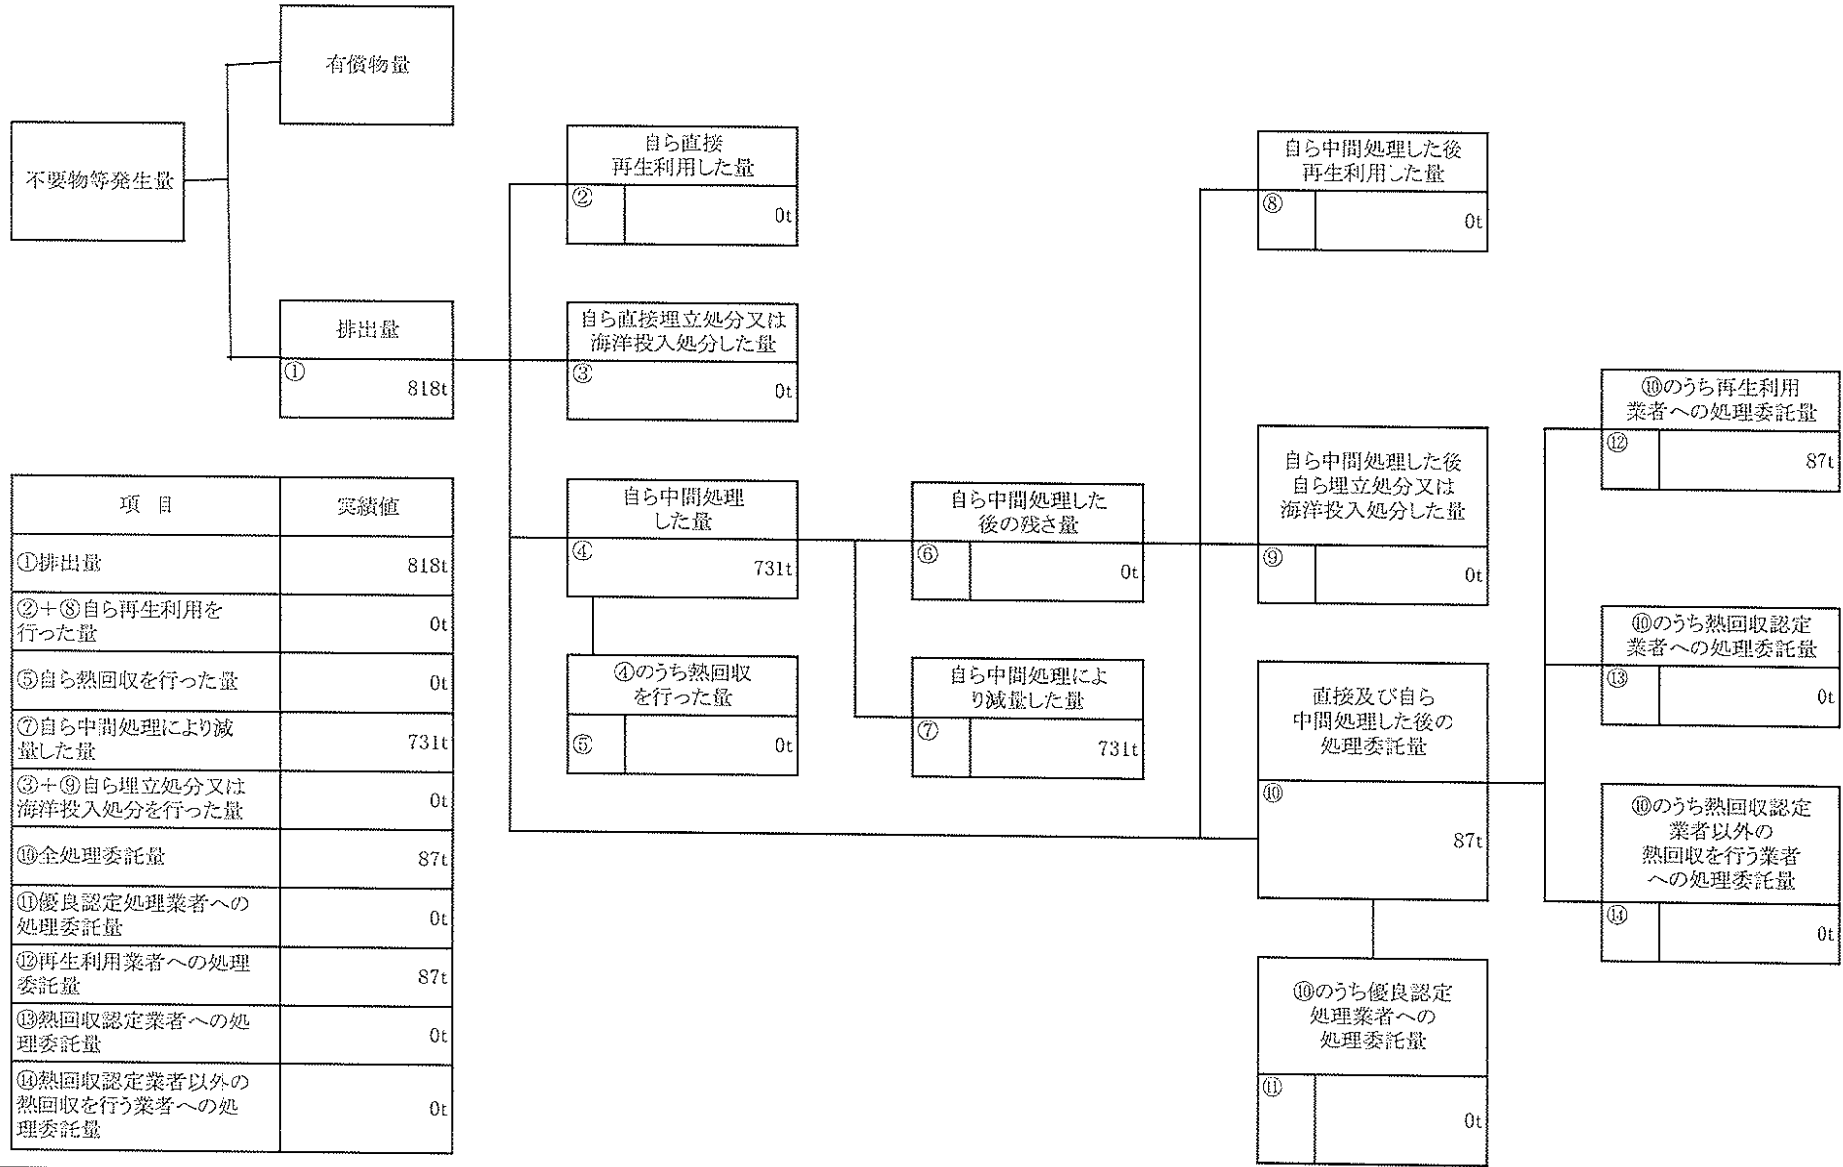 有償物量
不要物等発生量
排出量
①
818t
自ら直接
再生利用した量
②
0t
自ら直接埋立処分又は
海洋投入処分した量
③
0t
自ら中間処理
した量
④
731t
④のうち熱回収
を行った量
⑤
0t
自ら中間処理した
後の残さ量
⑥
0t
自ら中間処理によ
り減量した量
⑦
731t
自ら中間処理した後
再生利用した量
⑧
0t
自ら中間処理した後
自ら埋立処分又は
海洋投入処分した量
⑨
0t
直接及び自ら
中間処理した後の
処理委託量
⑩
87t
⑩のうち優良認定
処理業者への
処理委託量
⑪
0t
⑩のうち再生利用
業者への処理委託量
⑫
87t
⑩のうち熱回収認定
業者への処理委託量
⑬
0t
⑩のうち熱回収認定
業者以外の
熱回収を行う業者
への処理委託量
⑭
0t
項 目 実績値
①排出量 818t
②+⑧自ら再生利用を
行った量 0t
⑤自ら熱回収を行った量 0t
⑦自ら中間処理により減
量した量 731t
③+⑨自ら埋立処分又は
海洋投入処分を行った量 0t
⑩全処理委託量 87t
⑪優良認定処理業者への
処理委託量 0t
⑫再生利用業者への処理
委託量 87t
⑬熱回収認定業者への処
理委託量 0t
⑭熱回収認定業者以外の
熱回収を行う業者への処
理委託量 0t